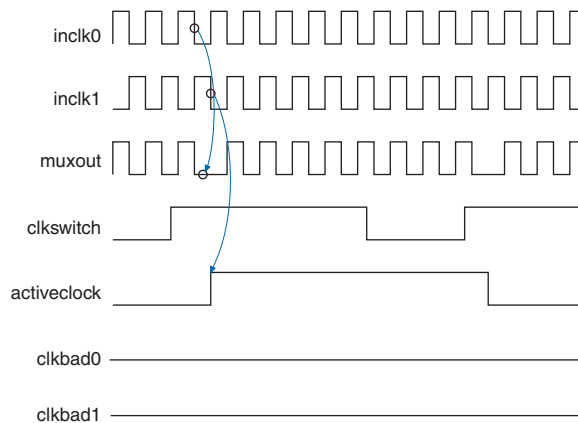 inclk0
inclk1
muxout
clkswitch
activeclock
clkbad0
clkbad1